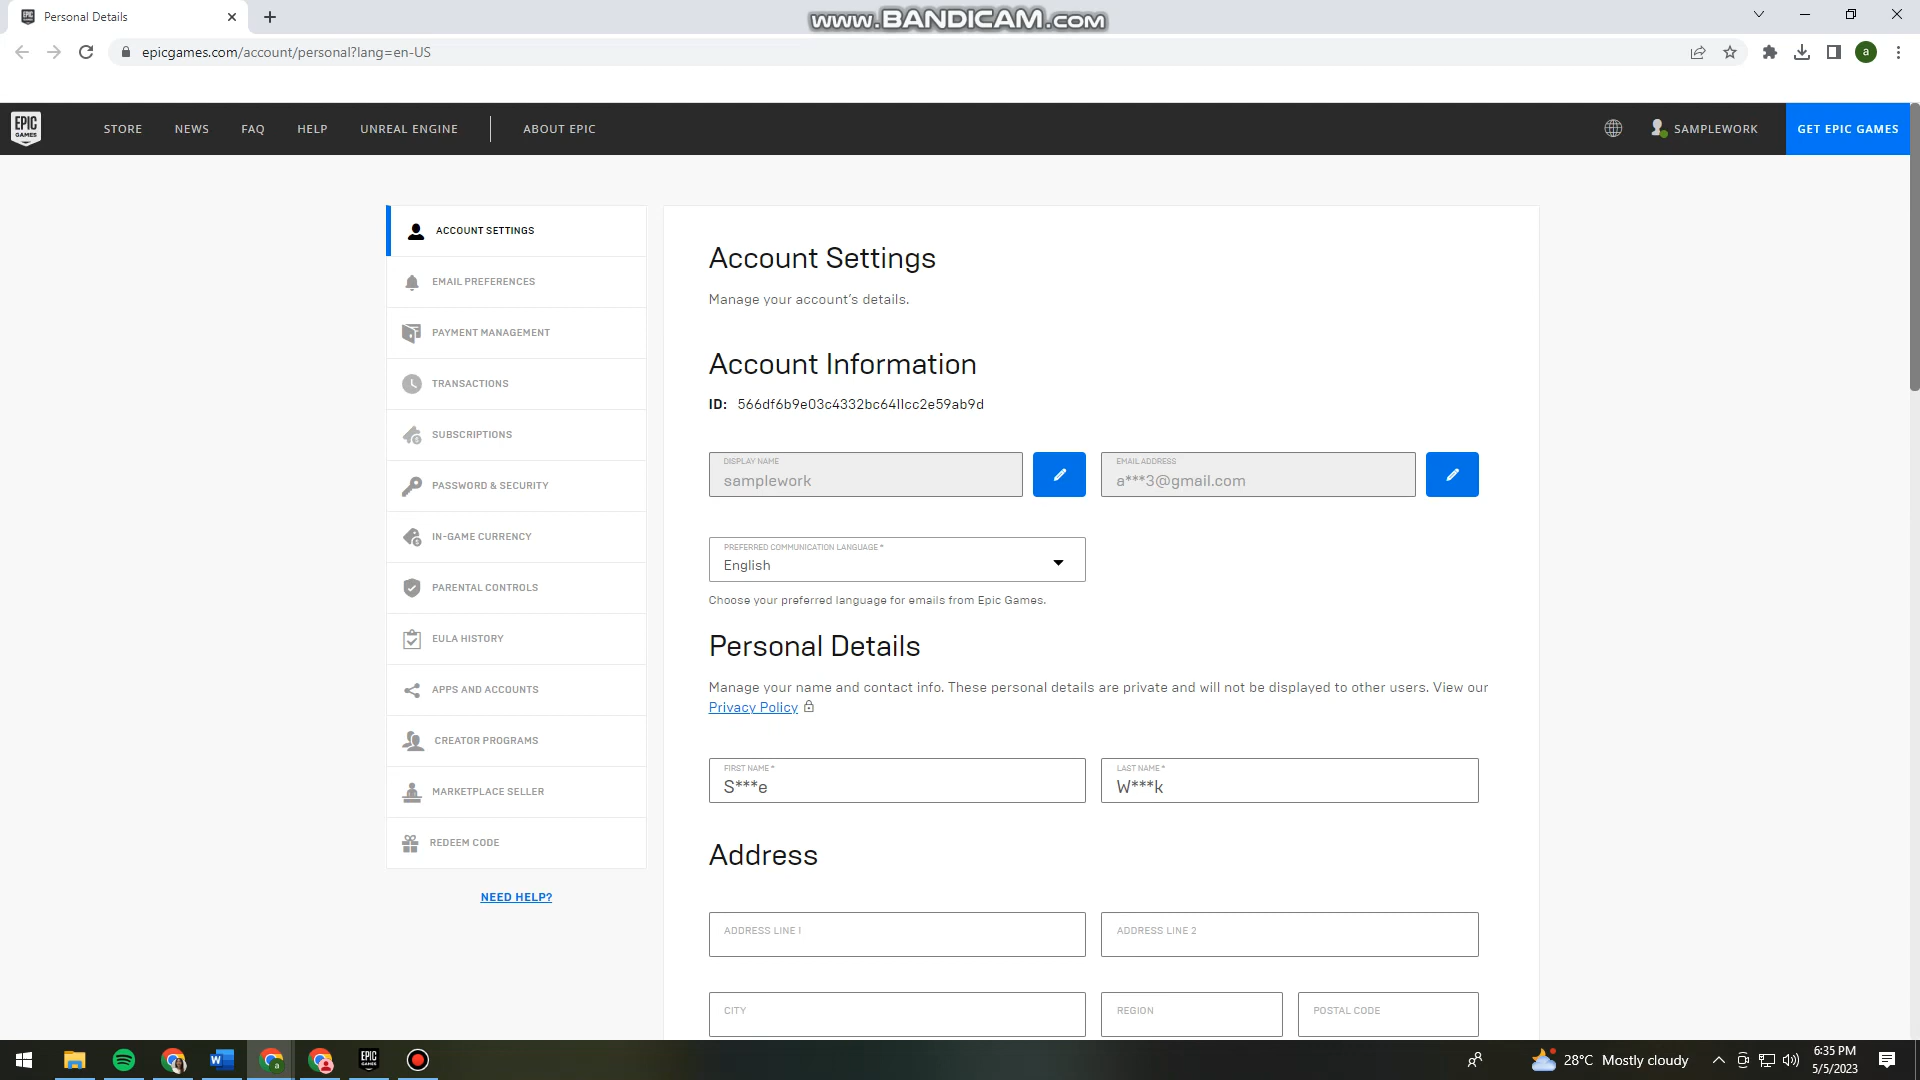 Personal Details
www.BANDICAM.com
epicgames.com/account/personal?lang=en-US
a
EPIC GAMES
STORE
NEWS
FAQ
HELP
UNREAL ENGINE
ABOUT EPIC
SAMPLEWORK
GET EPIC GAMES
ACCOUNT SETTINGS
EMAIL PREFERENCES
PAYMENT MANAGEMENT
TRANSACTIONS
SUBSCRIPTIONS
PASSWORD & SECURITY
IN-GAME CURRENCY
PARENTAL CONTROLS
EULA HISTORY
APPS AND ACCOUNTS
CREATOR PROGRAMS
MARKETPLACE SELLER
REDEEM CODE
NEED HELP?
Account Settings
Manage your account’s details.
Account Information
ID: 566df6b9e03c4332bc6411cc2e59ab9d
DISPLAY NAME
samplework
EMAIL ADDRESS
a***3@gmail.com
PREFERRED COMMUNICATION LANGUAGE *
English
Choose your preferred language for emails from Epic Games.
Personal Details
Manage your name and contact info. These personal details are private and will not be displayed to other users. View our
Privacy Policy
FIRST NAME *
S***e
LAST NAME *
W***k
Address
ADDRESS LINE 1
ADDRESS LINE 2
CITY
REGION
POSTAL CODE
28°C Mostly cloudy
6:35 PM
5/5/2023